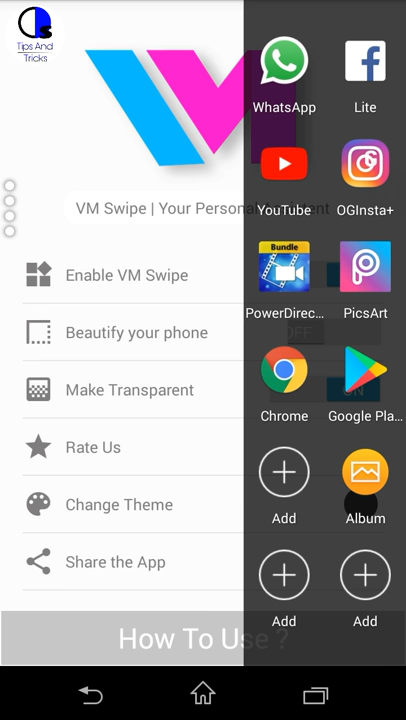 Tips And
Tricks
VM Swipe | Your Personal
Enable VM Swipe
Beautify your phone
OFF
Make Transparent
ON
Rate Us
Change Theme
Share the App
How To Use ?
WhatsApp
Lite
YouTube
OGInsta+
Bundle
PowerDirec...
PicsArt
Chrome
Google Pla...
Add
Album
Add
Add